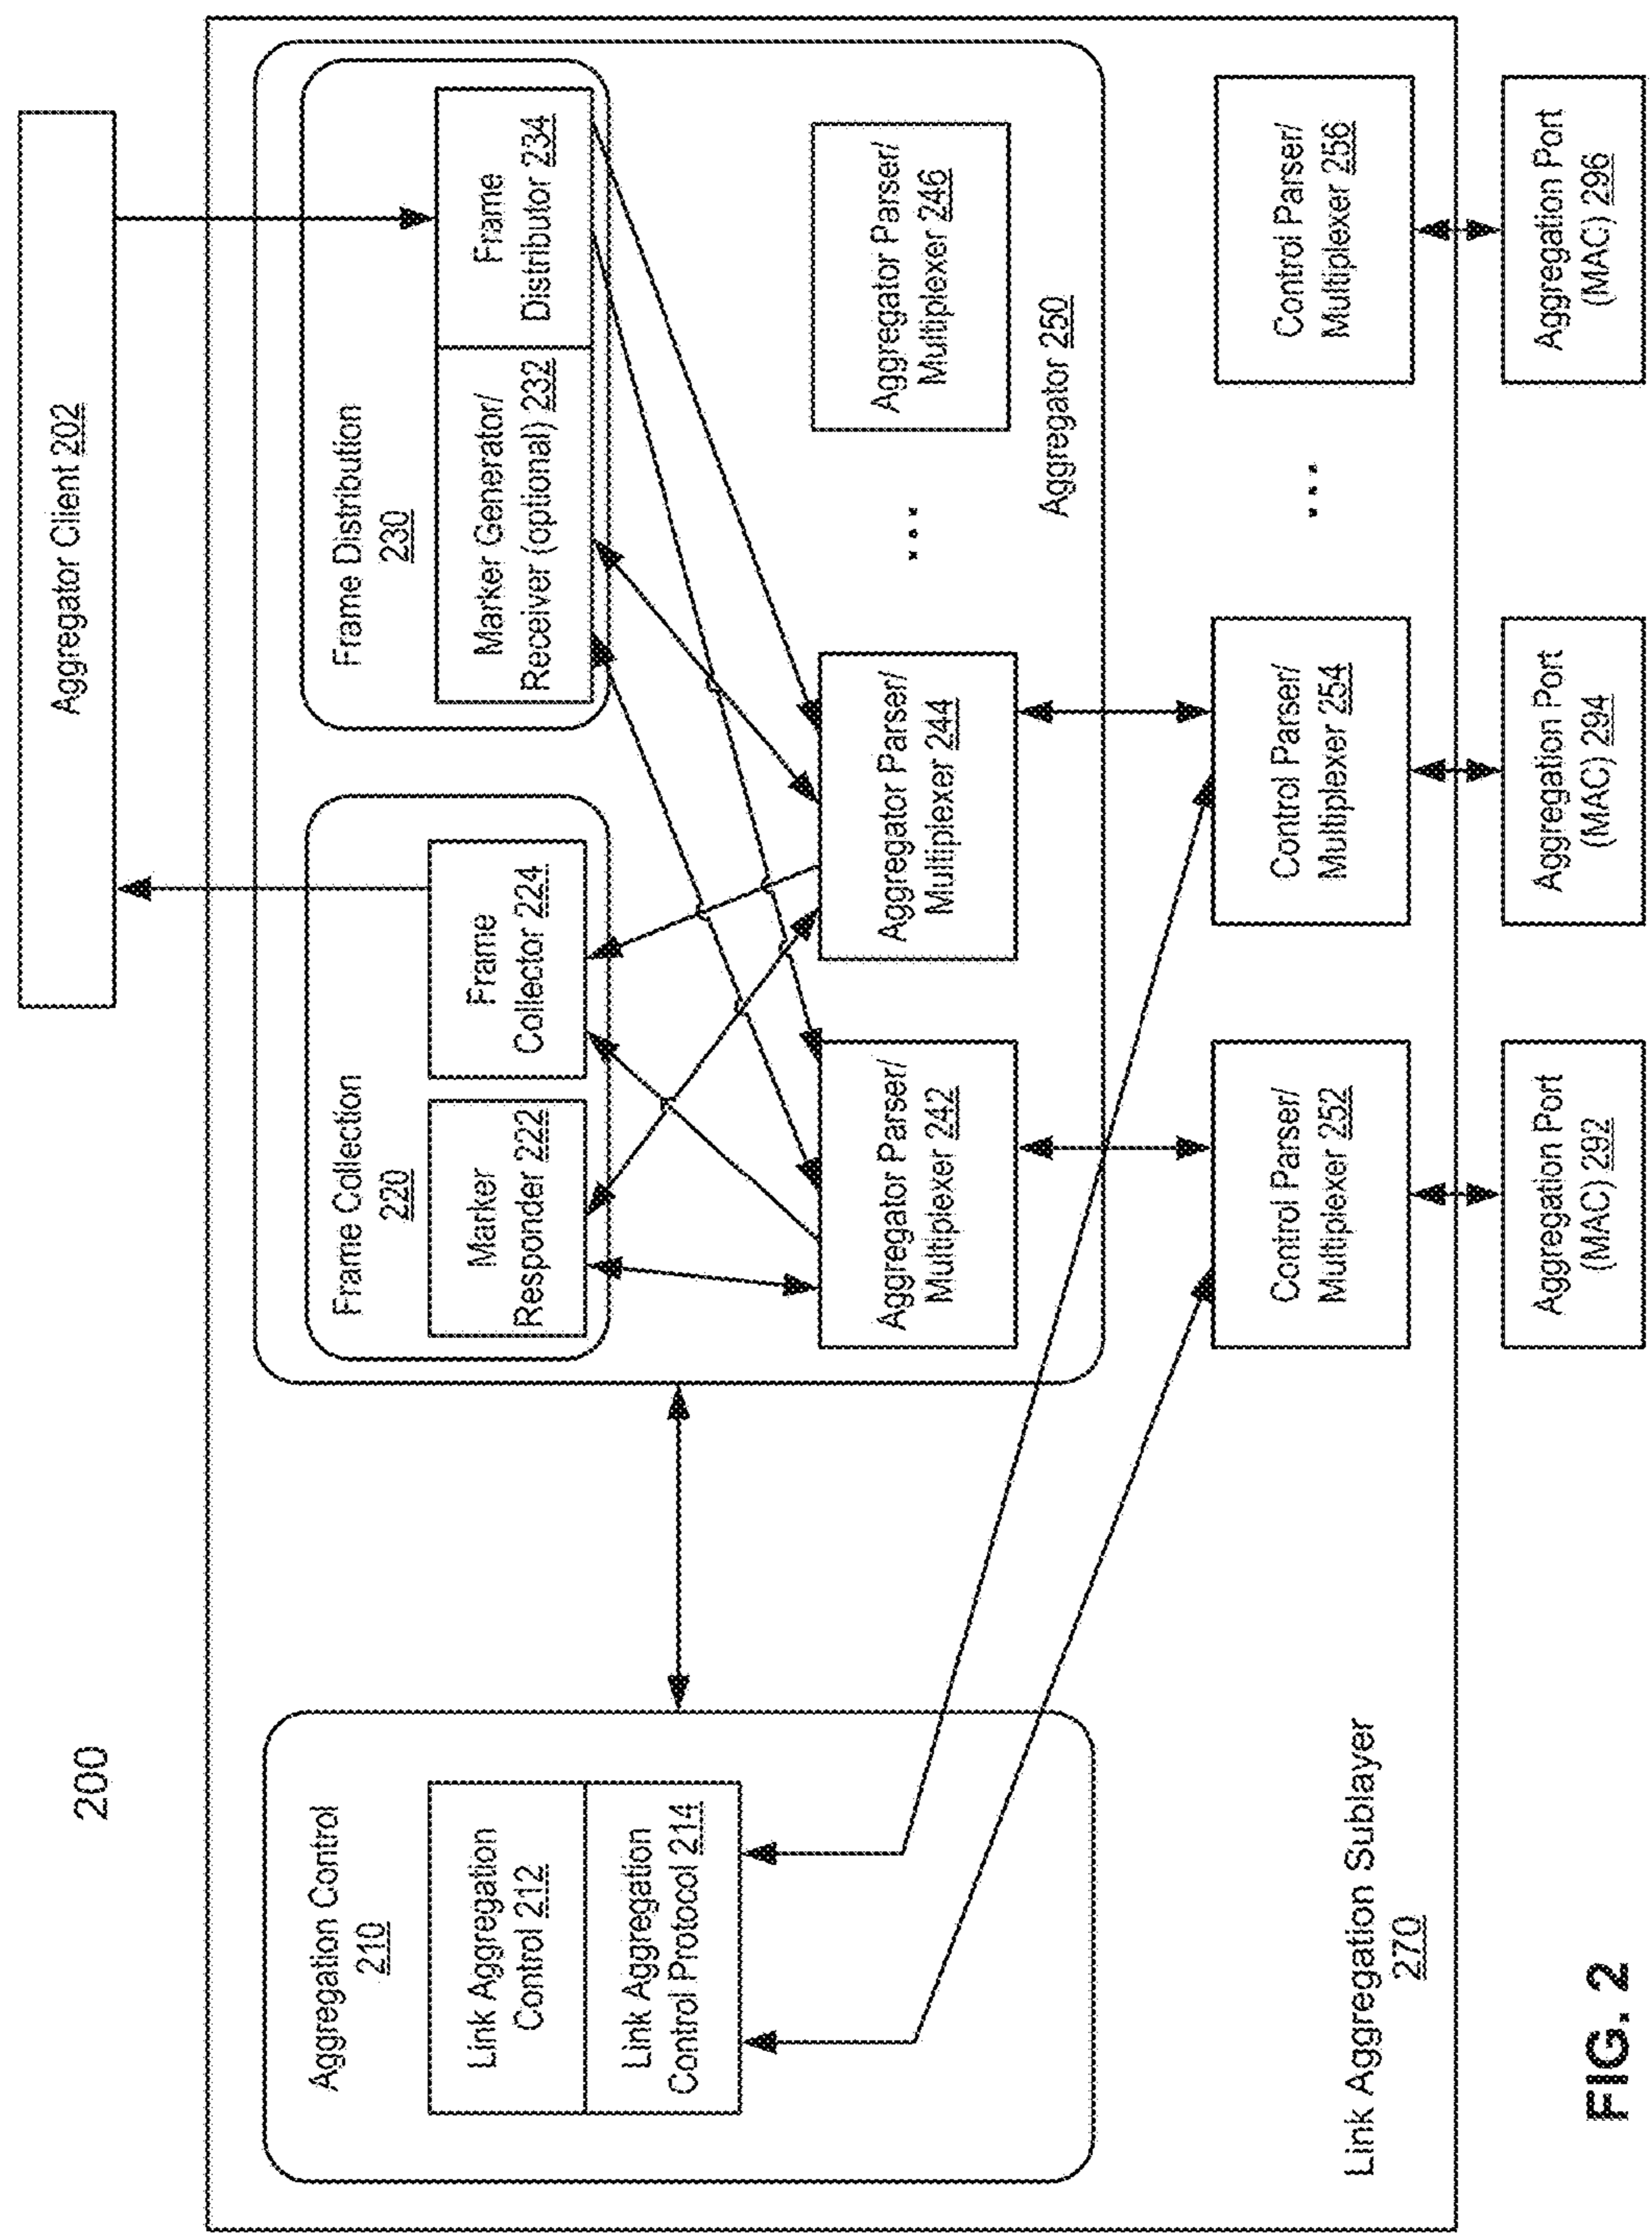 200
Aggregator Client 202
Aggregation Control
210
Link Aggregation
Control 212
Link Aggregation
Control Protocol 214
Frame Collection
220
Marker
Responder 222
Frame
Collector 224
Frame Distribution
230
Marker Generator/
Receiver (optional) 232
Frame
Distributor 234
Aggregator Parser/
Multiplexer 242
Aggregator Parser/
Multiplexer 244
...
Aggregator Parser/
Multiplexer 246
Aggregator 250
Control Parser/
Multiplexer 252
Control Parser/
Multiplexer 254
...
Control Parser/
Multiplexer 256
Link Aggregation Sublayer
270
Aggregation Port
(MAC) 292
Aggregation Port
(MAC) 294
Aggregation Port
(MAC) 296
FIG. 2